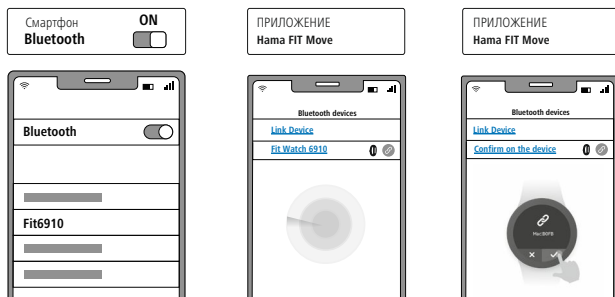 Смартфон
Bluetooth
ON
Bluetooth
Fit6910
ПРИЛОЖЕНИЕ
Hama FIT Move
Bluetooth devices
Link Device
Fit Watch 6910
ПРИЛОЖЕНИЕ
Hama FIT Move
Bluetooth devices
Link Device
Confirm on the device